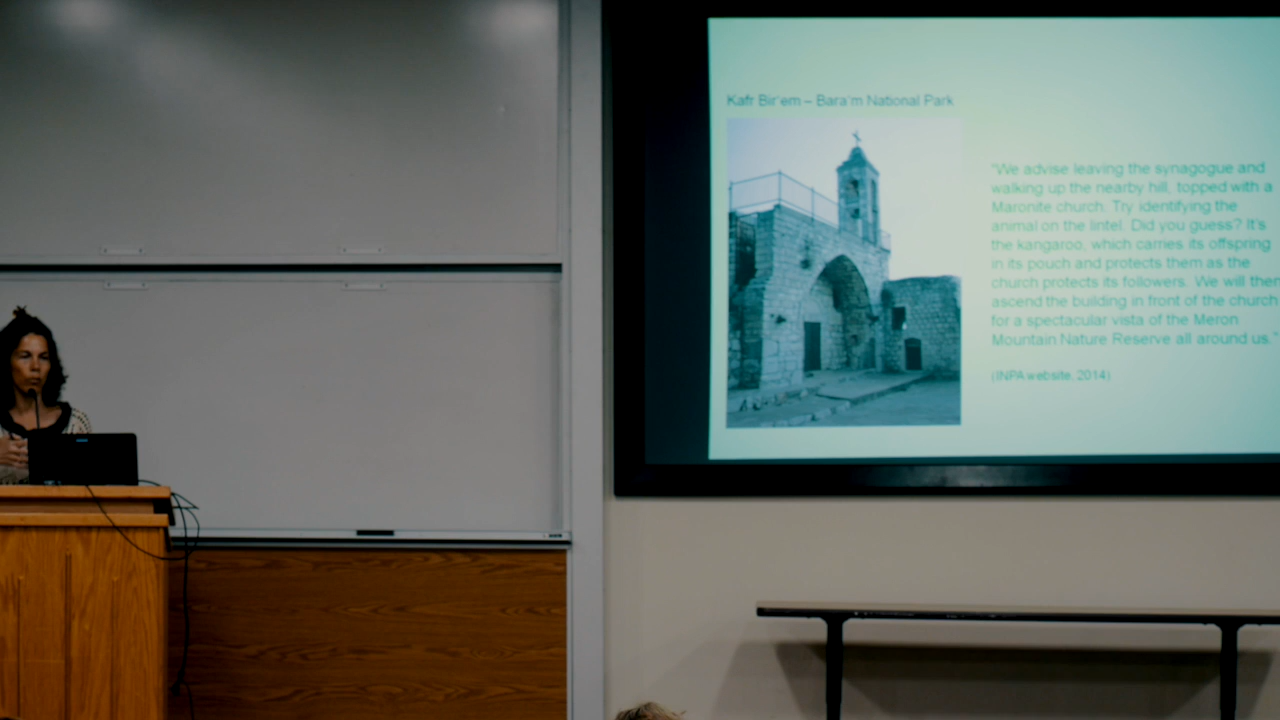 Kafr Bir'em – Bara'm National Park
"We advise leaving the synagogue and
walking up the nearby hill, topped with a
Maronite church. Try identifying the
animal on the lintel. Did you guess? It's
the kangaroo, which carries its offspring
in its pouch and protects them as the
church protects its followers. We will then
ascend the building in front of the church
for a spectacular vista of the Meron
Mountain Nature Reserve all around us."
(INPA website, 2014)